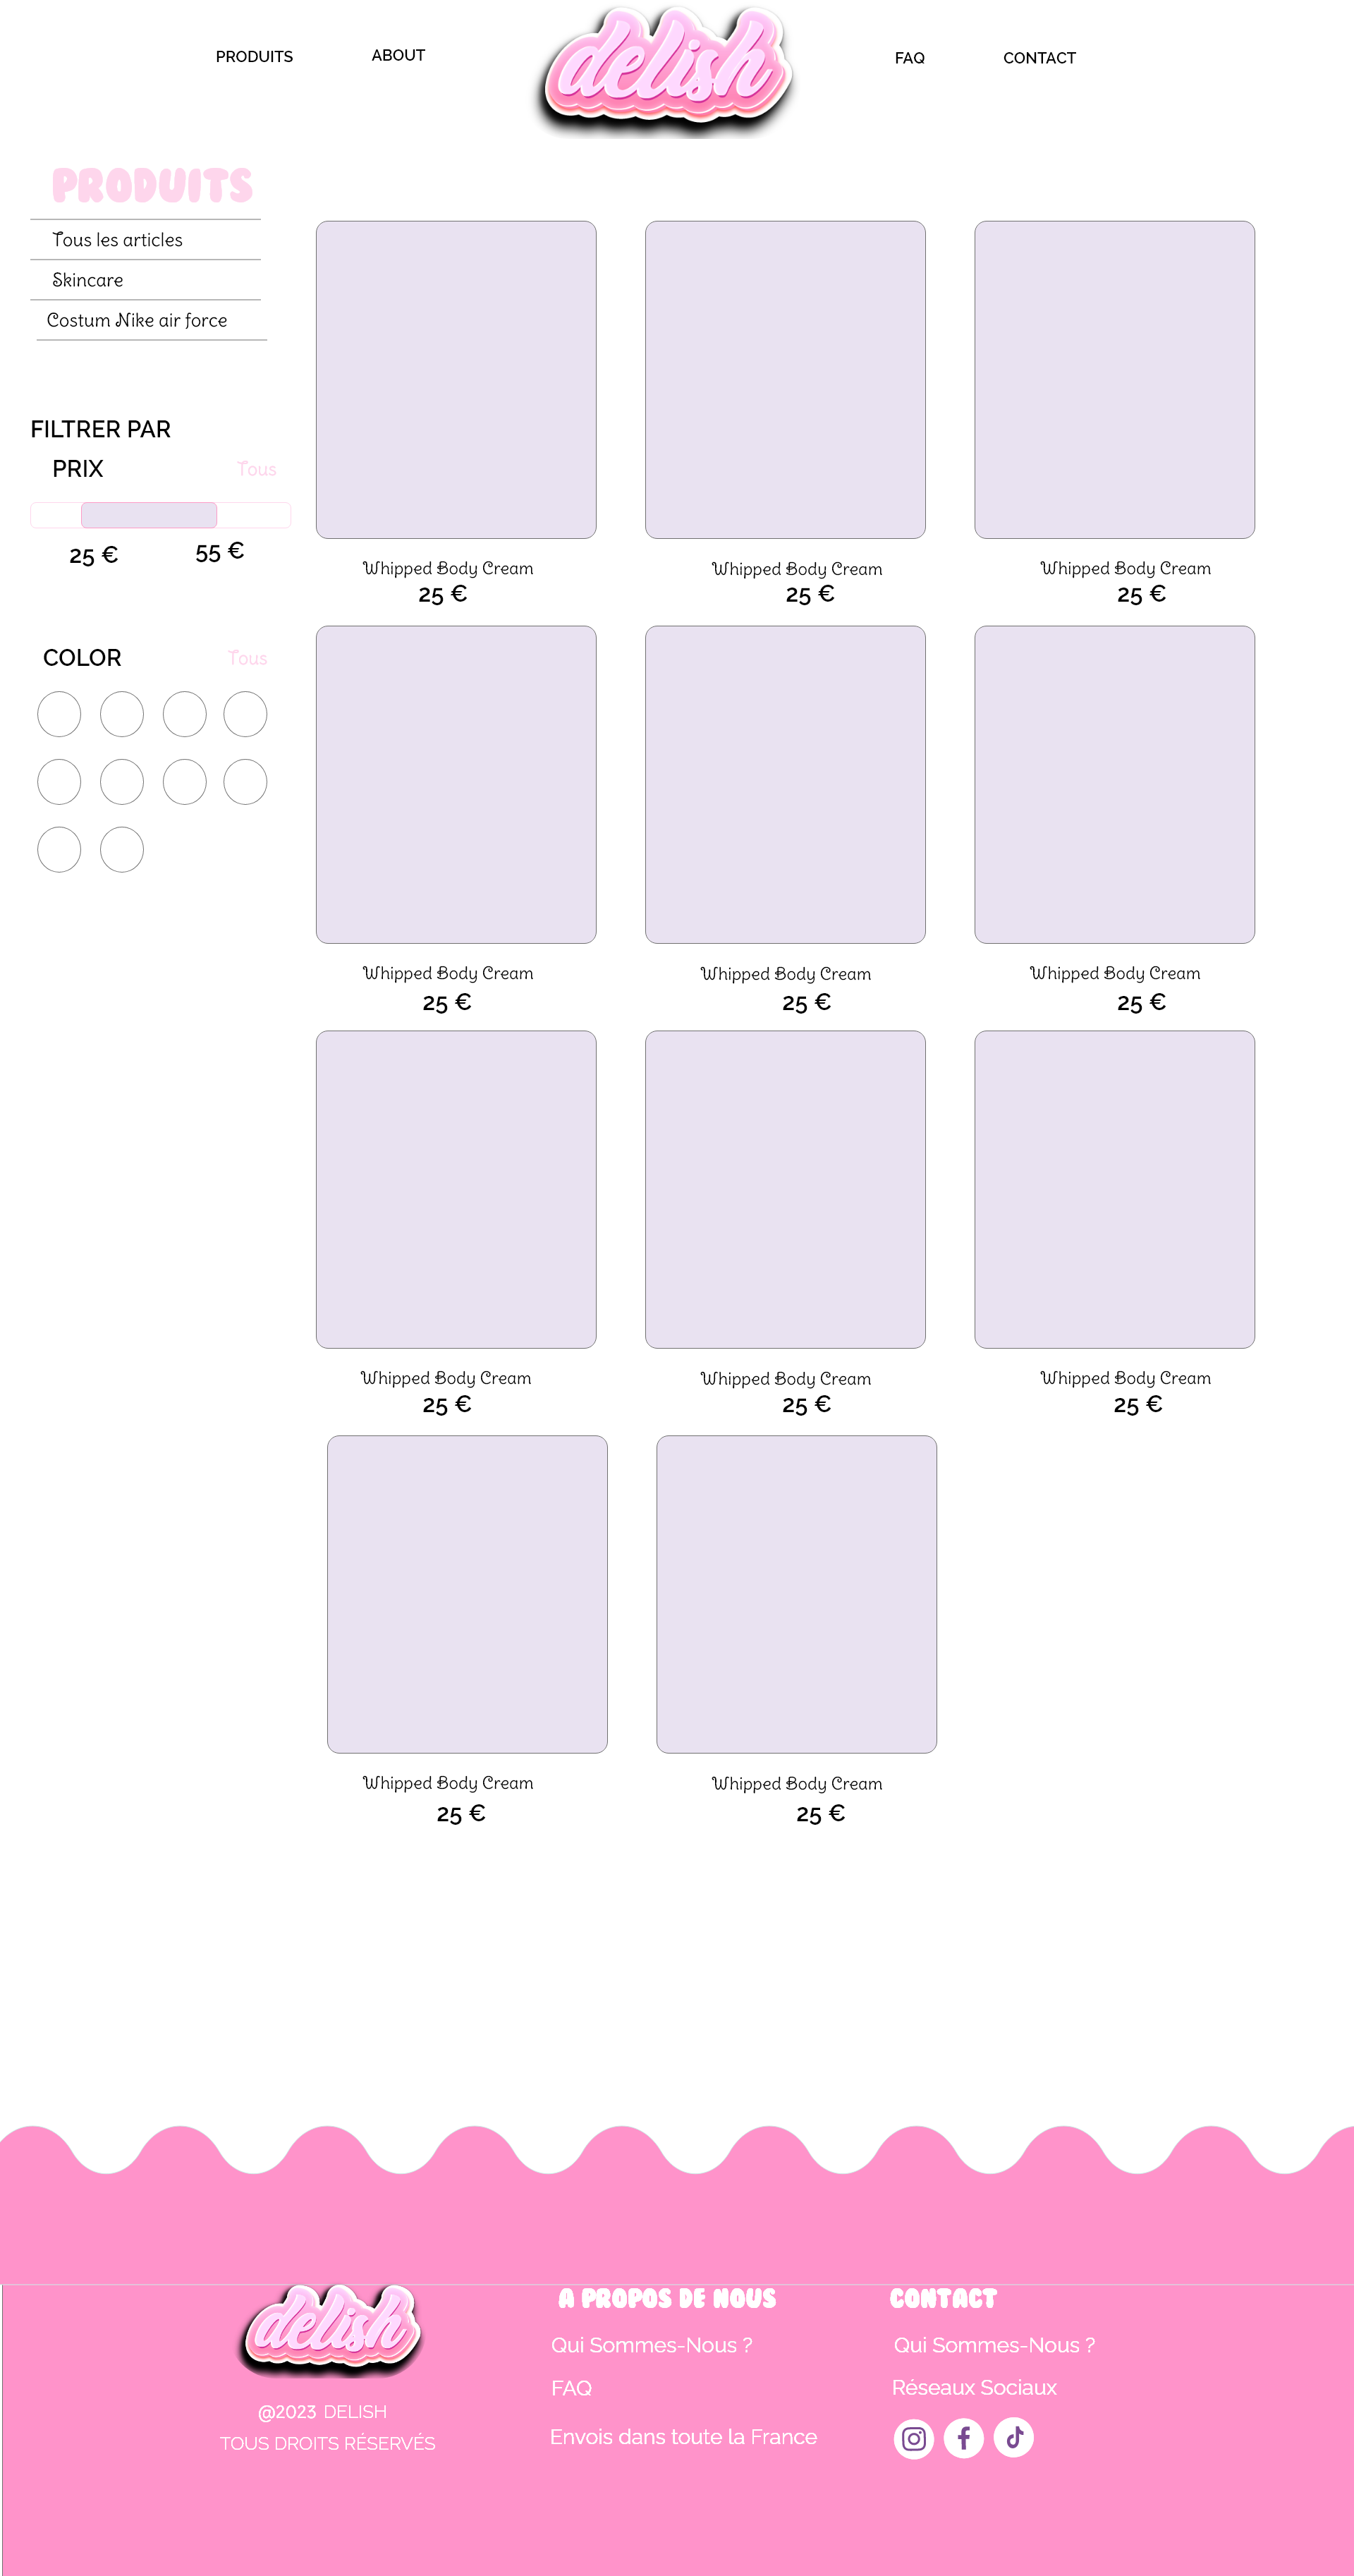 PRODUITS ABOUT delish FAQ CONTACT
PRODUITS
Tous les articles
Skincare
Costum Nike air force
FILTRER PAR
PRIX Tous
25 € 55 €
COLOR Tous
Whipped Body Cream Whipped Body Cream Whipped Body Cream
25 € 25 € 25 €
Whipped Body Cream Whipped Body Cream Whipped Body Cream
25 € 25 € 25 €
Whipped Body Cream Whipped Body Cream Whipped Body Cream
25 € 25 € 25 €
Whipped Body Cream Whipped Body Cream
25 € 25 €
delish
@2023 DELISH
TOUS DROITS RÉSERVÉS
A PROPOS DE NOUS
Qui Sommes-Nous ?
FAQ
Envois dans toute la France
CONTACT
Qui Sommes-Nous ?
Réseaux Sociaux